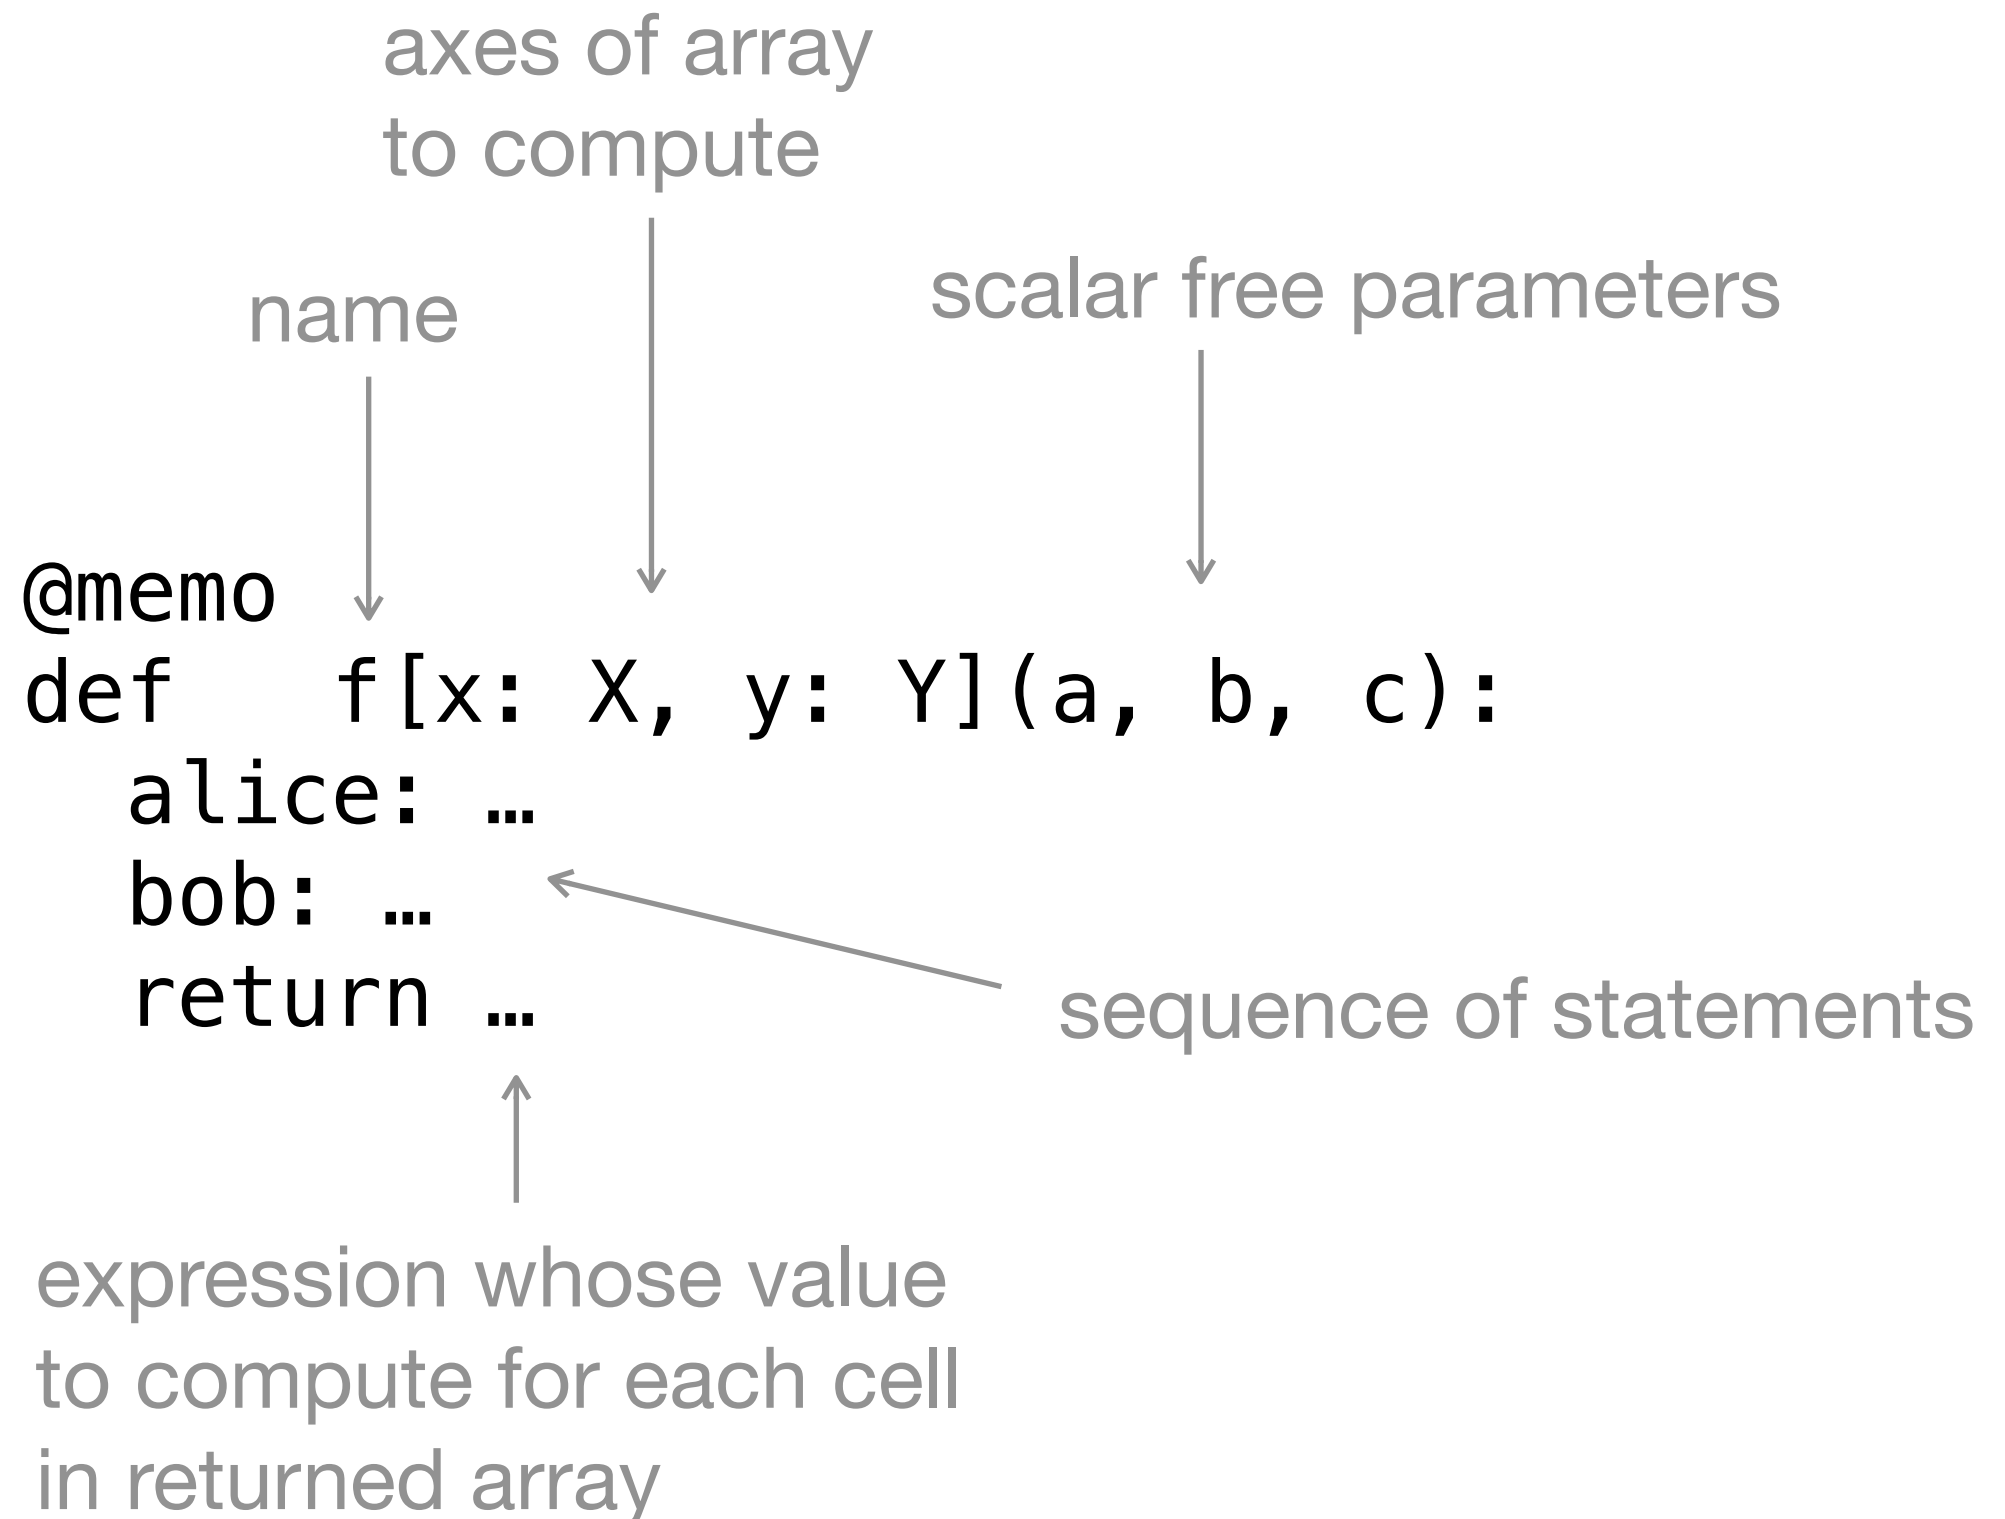 axes of array
to compute
name
scalar free parameters
@memo
def   f[x: X, y: Y](a, b, c):
  alice: …
  bob: …
  return …
sequence of statements
expression whose value
to compute for each cell
in returned array